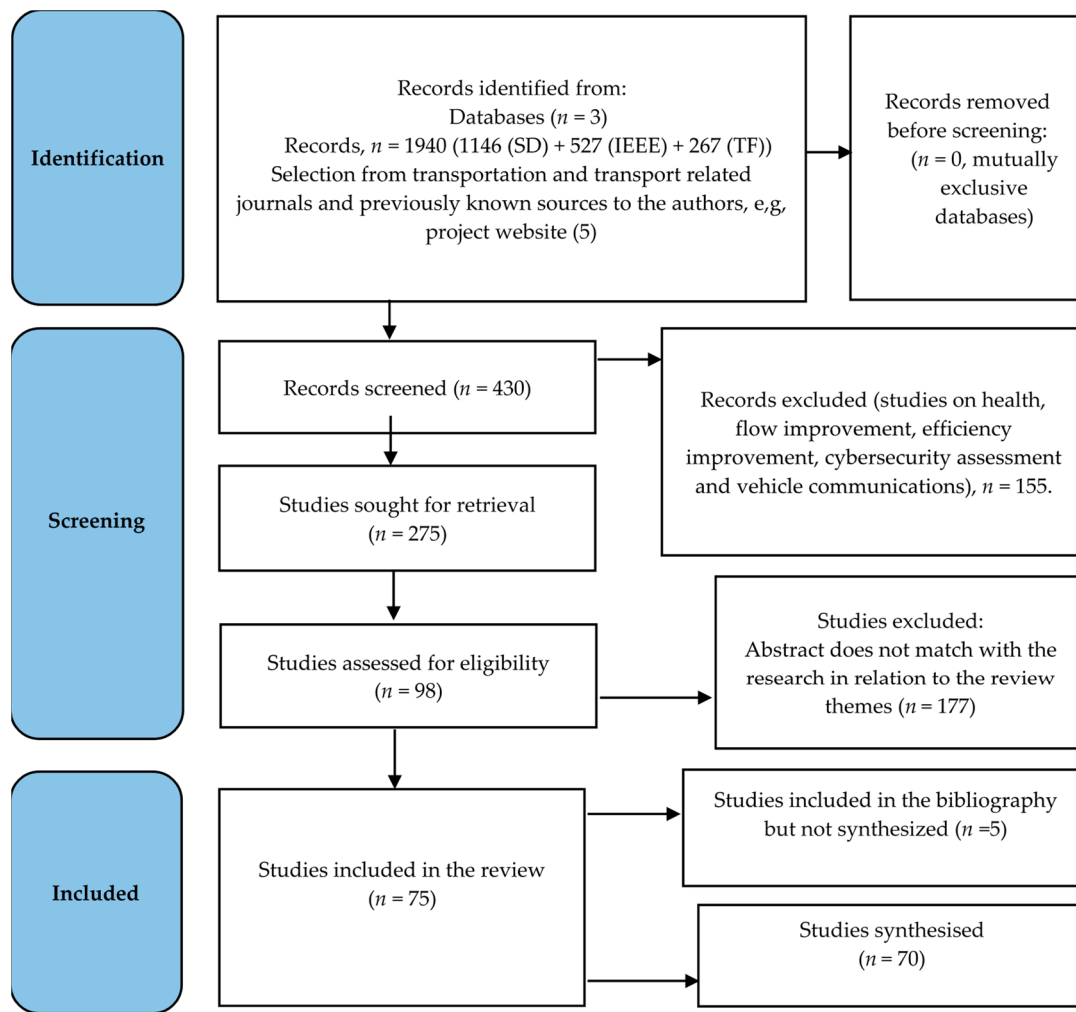 Identification
Records identified from:
Databases (n = 3)
Records, n = 1940 (1146 (SD) + 527 (IEEE) + 267 (TF))
Selection from transportation and transport related
journals and previously known sources to the authors, e,g,
project website (5)
Records removed
before screening:
(n = 0, mutually
exclusive
databases)
Screening
Records screened (n = 430)
Records excluded (studies on health,
flow improvement, efficiency
improvement, cybersecurity assessment
and vehicle communications), n = 155.
Studies sought for retrieval
(n = 275)
Studies assessed for eligibility
(n = 98)
Studies excluded:
Abstract does not match with the
research in relation to the review
themes (n = 177)
Included
Studies included in the review
(n = 75)
Studies included in the bibliography
but not synthesized (n =5)
Studies synthesised
(n = 70)